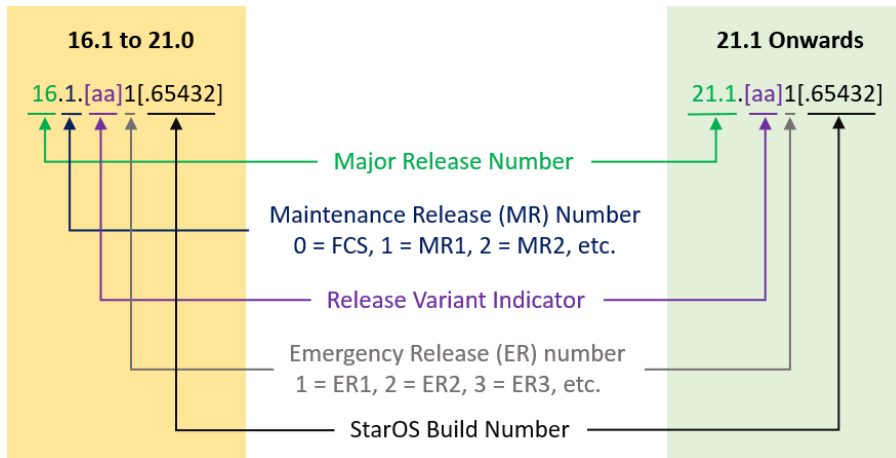 16.1 to 21.0
21.1 Onwards
16.1.[aa]1[.65432]
21.1.[aa]1[.65432]
Major Release Number
Maintenance Release (MR) Number
0 = FCS, 1 = MR1, 2 = MR2, etc.
Release Variant Indicator
Emergency Release (ER) number
1 = ER1, 2 = ER2, 3 = ER3, etc.
StarOS Build Number